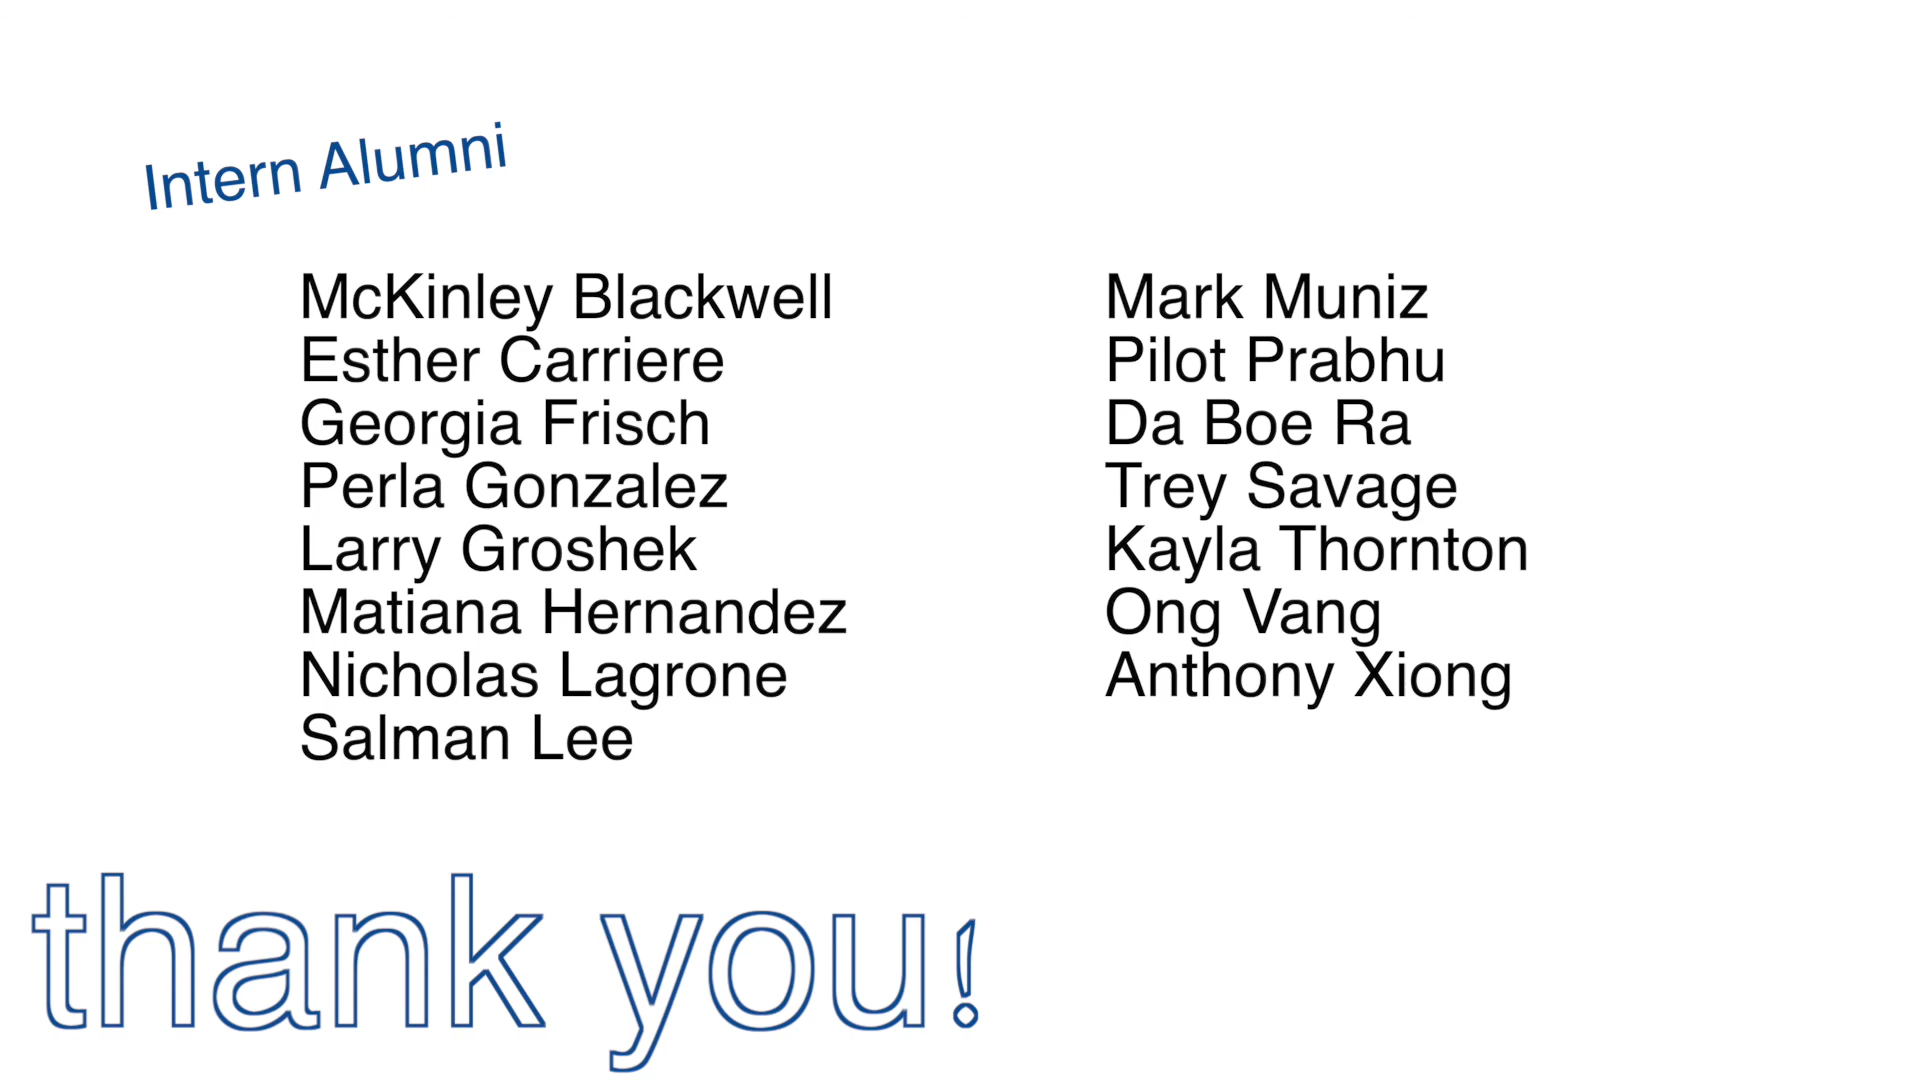 Intern Alumni
McKinley Blackwell
Esther Carriere
Georgia Frisch
Perla Gonzalez
Larry Groshek
Matiana Hernandez
Nicholas Lagrone
Salman Lee
Mark Muniz
Pilot Prabhu
Da Boe Ra
Trey Savage
Kayla Thornton
Ong Vang
Anthony Xiong
thank you!